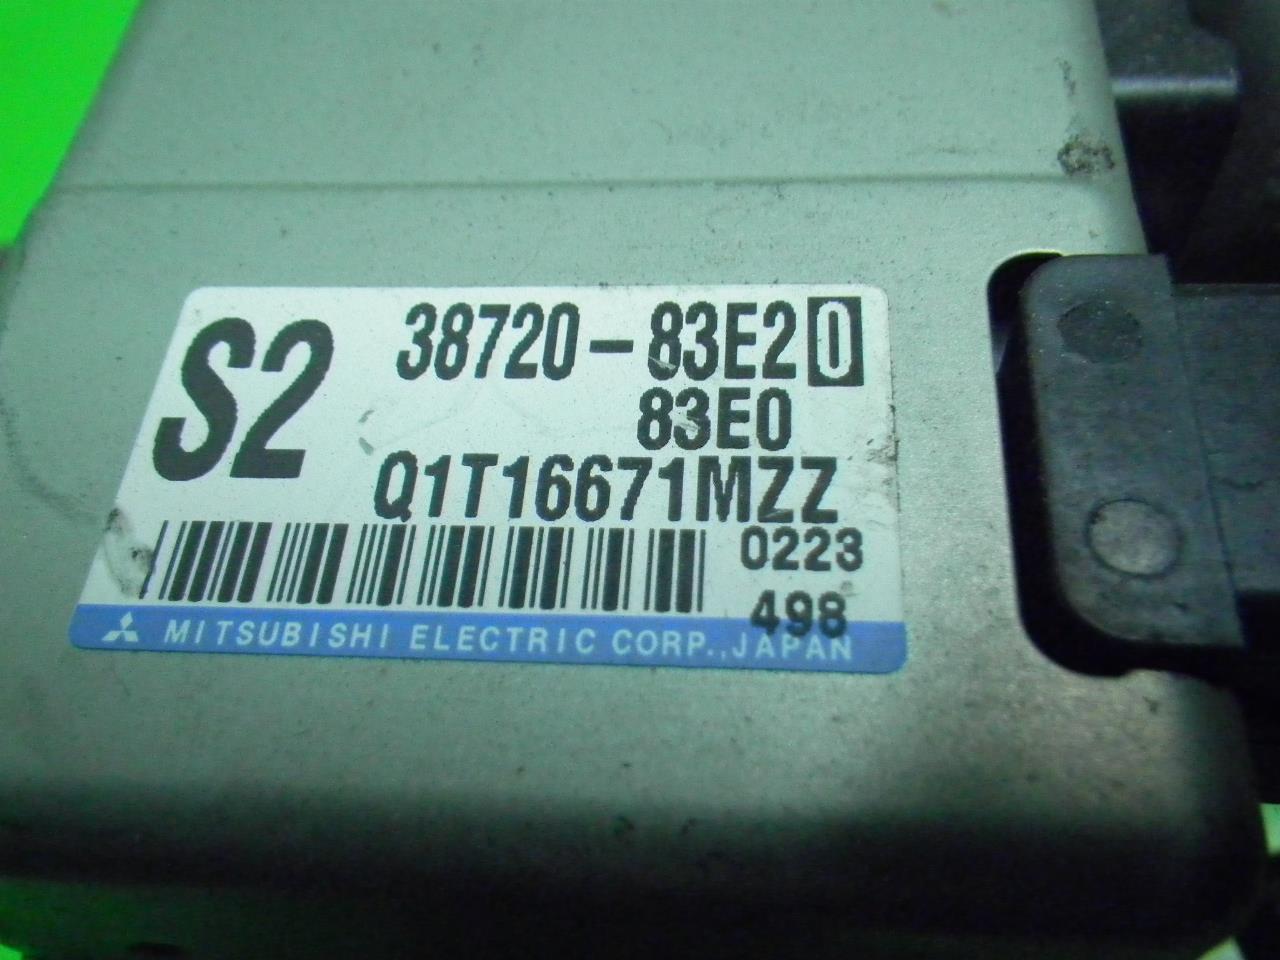 S2
38720-83E20
83E0
Q1T16671MZZ
0223
498
MITSUBISHI ELECTRIC CORP.,JAPAN